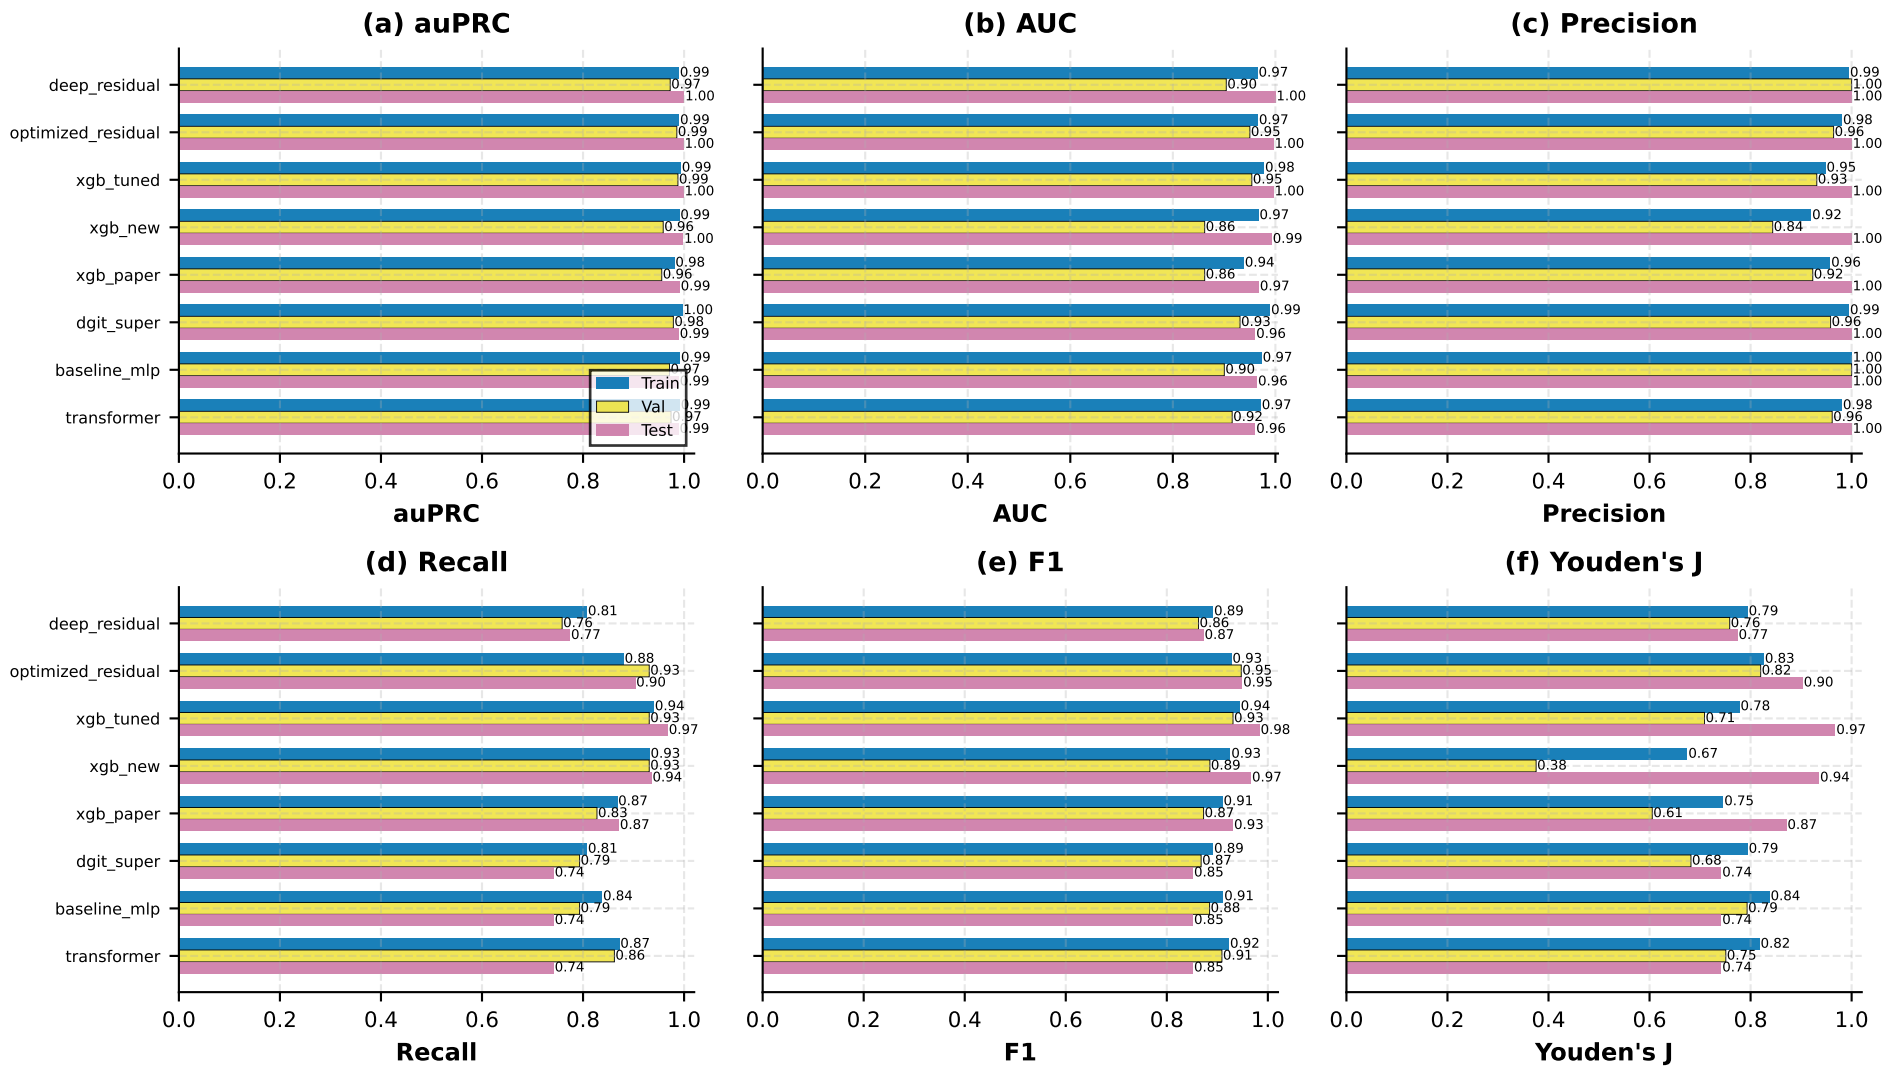 (a) auPRC
deep_residual 0.99 0.97 1.00
optimized_residual 0.99 0.99 1.00
xgb_tuned 0.99 0.99 1.00
xgb_new 0.99 0.96 1.00
xgb_paper 0.98 0.96 0.99
dgit_super 1.00 0.98 0.99
baseline_mlp 0.99 0.97 0.99
transformer 0.99 0.97 0.99
Train
Val
Test
0.0 0.2 0.4 0.6 0.8 1.0
auPRC
(b) AUC
0.97 0.90 1.00
0.97 0.95 1.00
0.98 0.95 1.00
0.97 0.86 0.99
0.94 0.86 0.97
0.99 0.93 0.96
0.97 0.90 0.96
0.97 0.92 0.96
0.0 0.2 0.4 0.6 0.8 1.0
AUC
(c) Precision
0.99 1.00 1.00
0.98 0.96 1.00
0.95 0.93 1.00
0.92 0.84 1.00
0.96 0.92 1.00
0.99 0.96 1.00
1.00 1.00 1.00
0.98 0.96 1.00
0.0 0.2 0.4 0.6 0.8 1.0
Precision
(d) Recall
deep_residual 0.81 0.76 0.77
optimized_residual 0.88 0.93 0.90
xgb_tuned 0.94 0.93 0.97
xgb_new 0.93 0.93 0.94
xgb_paper 0.87 0.83 0.87
dgit_super 0.81 0.79 0.74
baseline_mlp 0.84 0.79 0.74
transformer 0.87 0.86 0.74
0.0 0.2 0.4 0.6 0.8 1.0
Recall
(e) F1
0.89 0.86 0.87
0.93 0.95 0.95
0.94 0.93 0.98
0.93 0.89 0.97
0.91 0.87 0.93
0.89 0.87 0.85
0.91 0.88 0.85
0.92 0.91 0.85
0.0 0.2 0.4 0.6 0.8 1.0
F1
(f) Youden's J
0.79 0.76 0.77
0.83 0.82 0.90
0.78 0.71 0.97
0.67 0.38 0.94
0.75 0.61 0.87
0.79 0.68 0.74
0.84 0.79 0.74
0.82 0.75 0.74
0.0 0.2 0.4 0.6 0.8 1.0
Youden's J